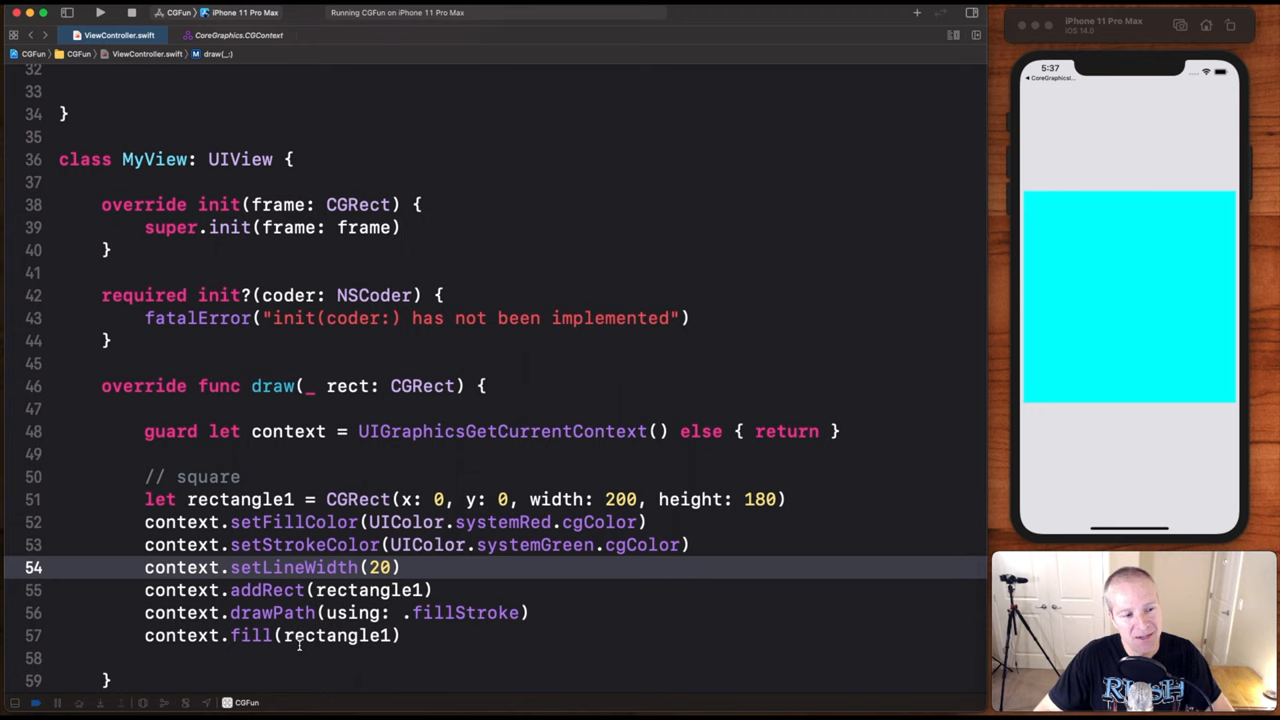 CGFun
iPhone 11 Pro Max
Running CGFun on iPhone 11 Pro Max
ViewController.swift
CoreGraphics.CGContext
CGFun
CGFun
ViewController.swift
M
draw(_:)
32
33
34 }
35
36 class MyView: UIView {
37
38 override init(frame: CGRect) {
39 super.init(frame: frame)
40 }
41
42 required init?(coder: NSCoder) {
43 fatalError("init(coder:) has not been implemented")
44 }
45
46 override func draw(_ rect: CGRect) {
47
48 guard let context = UIGraphicsGetCurrentContext() else { return }
49
50 // square
51 let rectangle1 = CGRect(x: 0, y: 0, width: 200, height: 180)
52 context.setFillColor(UIColor.systemRed.cgColor)
53 context.setStrokeColor(UIColor.systemGreen.cgColor)
54 context.setLineWidth(20)
55 context.addRect(rectangle1)
56 context.drawPath(using: .fillStroke)
57 context.fill(rectangle1)
58
59 }
CGFun
iPhone 11 Pro Max
iOS 14.0
5:37
CoreGraphicsI...